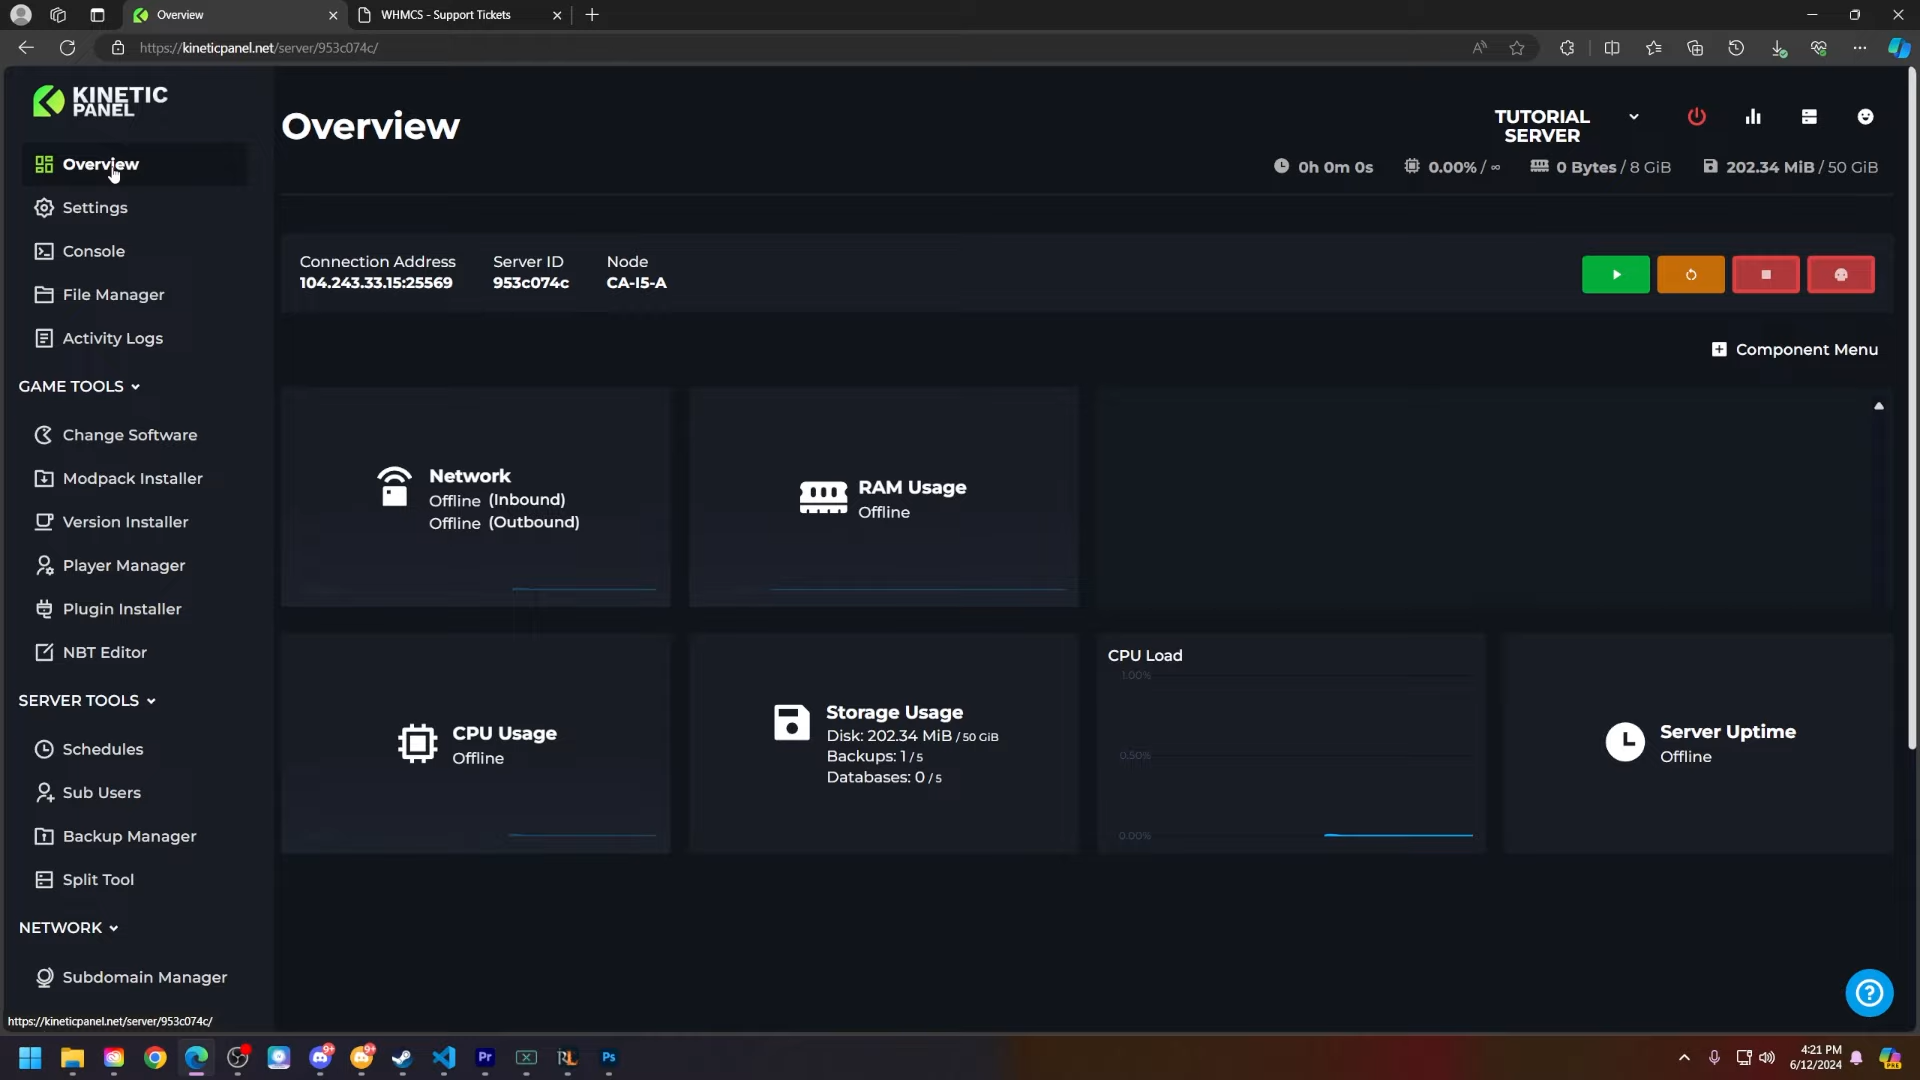 Overview
WHMCS - Support Tickets
https://kineticpanel.net/server/953c074c/
KINETIC
PANEL
Overview
Settings
Console
File Manager
Activity Logs
GAME TOOLS
Change Software
Modpack Installer
Version Installer
Player Manager
Plugin Installer
NBT Editor
SERVER TOOLS
Schedules
Sub Users
Backup Manager
Split Tool
NETWORK
Subdomain Manager
https://kineticpanel.net/server/953c074c/
Overview
TUTORIAL
SERVER
0h 0m 0s
0.00% / ∞
0 Bytes / 8 GiB
202.34 MiB / 50 GiB
Connection Address
104.243.33.15:25569
Server ID
953c074c
Node
CA-I5-A
Component Menu
Network
Offline (Inbound)
Offline (Outbound)
RAM Usage
Offline
CPU Usage
Offline
Storage Usage
Disk: 202.34 MiB / 50 GiB
Backups: 1 / 5
Databases: 0 / 5
CPU Load
1.00%
0.50%
0.00%
Server Uptime
Offline
9+
9+
Pr
Ps
4:21 PM
6/12/2024